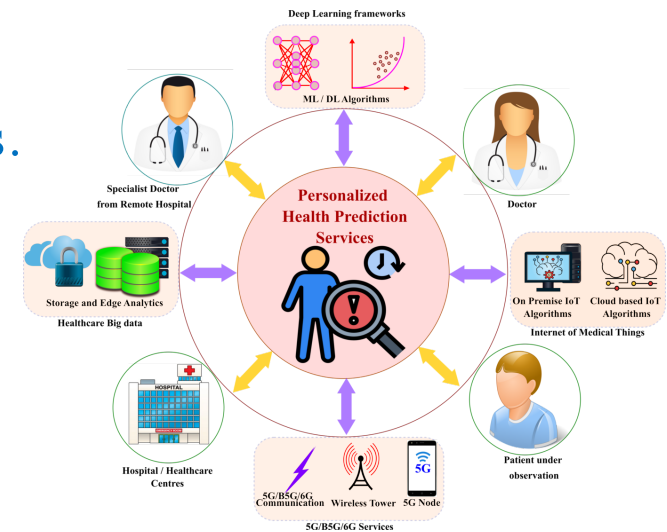 Deep Learning frameworks
ML / DL Algorithms
s.
Specialist Doctor
from Remote Hospital
Doctor
Personalized
Health Prediction
Services
Storage and Edge Analytics
Healthcare Big data
On Premise IoT
Algorithms
Cloud based IoT
Algorithms
Internet of Medical Things
HOSPITAL
Hospital / Healthcare
Centres
Patient under
observation
5G/B5G/6G
Communication
Wireless Tower
5G
5G Node
5G/B5G/6G Services